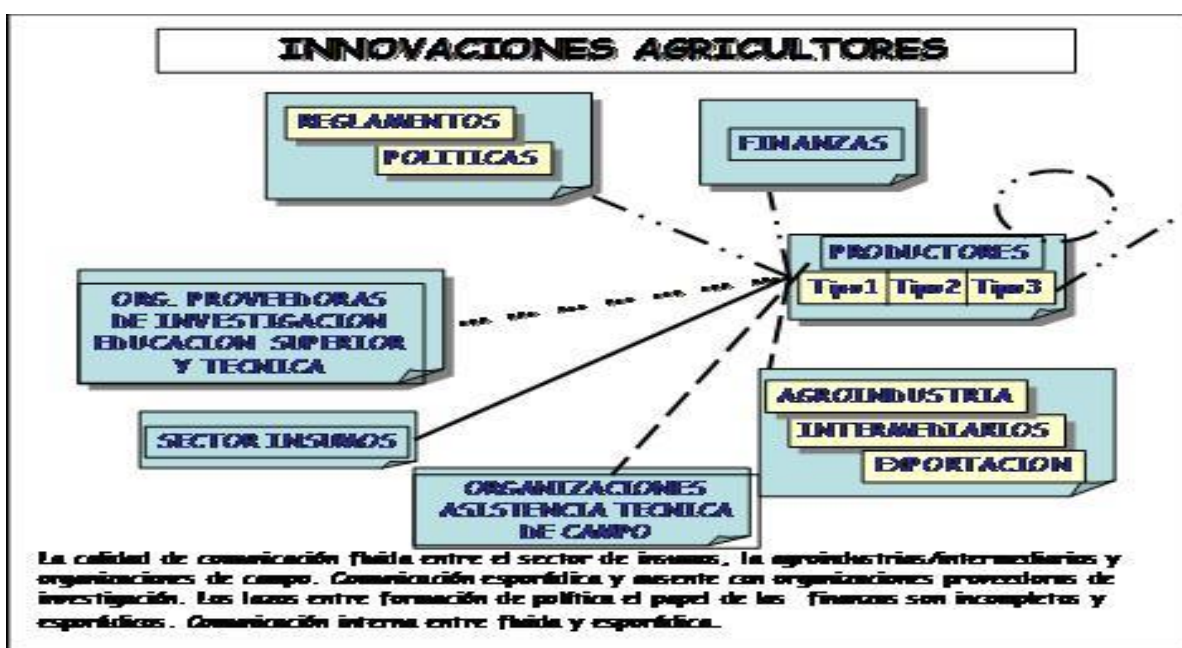 INNOVACIONES AGRICULTORES
REGLAMENTOS
POLITICAS
FINANZAS
PRODUCTORES
Tipo1 Tipo2 Tipo3
ORG. PROVEEDORAS
DE INVESTIGACION
EDUCACION SUPERIOR
Y TECNICA
AGROINDUSTRIA
INTERMEDIARIOS
EXPORTACION
SECTOR INSUMOS
ORGANIZACIONES
ASISTENCIA TECNICA
DE CAMPO
La calidad de comunicación fluida entre el sector de insumos, la agroindustrias/intermediarios y
organizaciones de campo. Comunicación esporádica y ausente con organizaciones proveedoras de
investigación. Los lazos entre formación de política el papel de las finanzas son incompletos y
esporádicos. Comunicación interna entre fluida y esporádica.